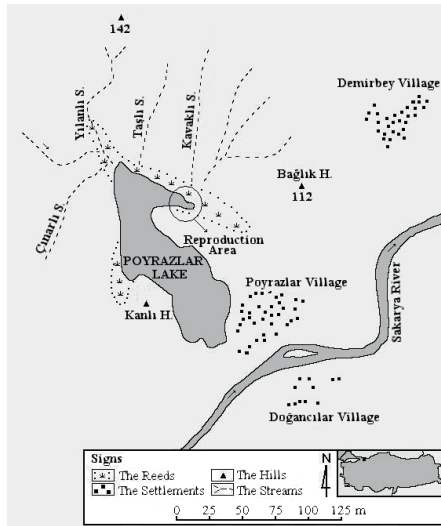 142
Yılanlı S.
Taşlı S.
Kavaklı S.
Demirbey Village
Çınarlı S.
Bağlık H.
112
Reproduction
Area
POYRAZLAR
LAKE
Poyrazlar Village
Kanlı H.
Sakarya River
Doğancılar Village
Signs
The Reeds
The Hills
The Settlements
The Streams
N
0 25 50 75 100 125 m